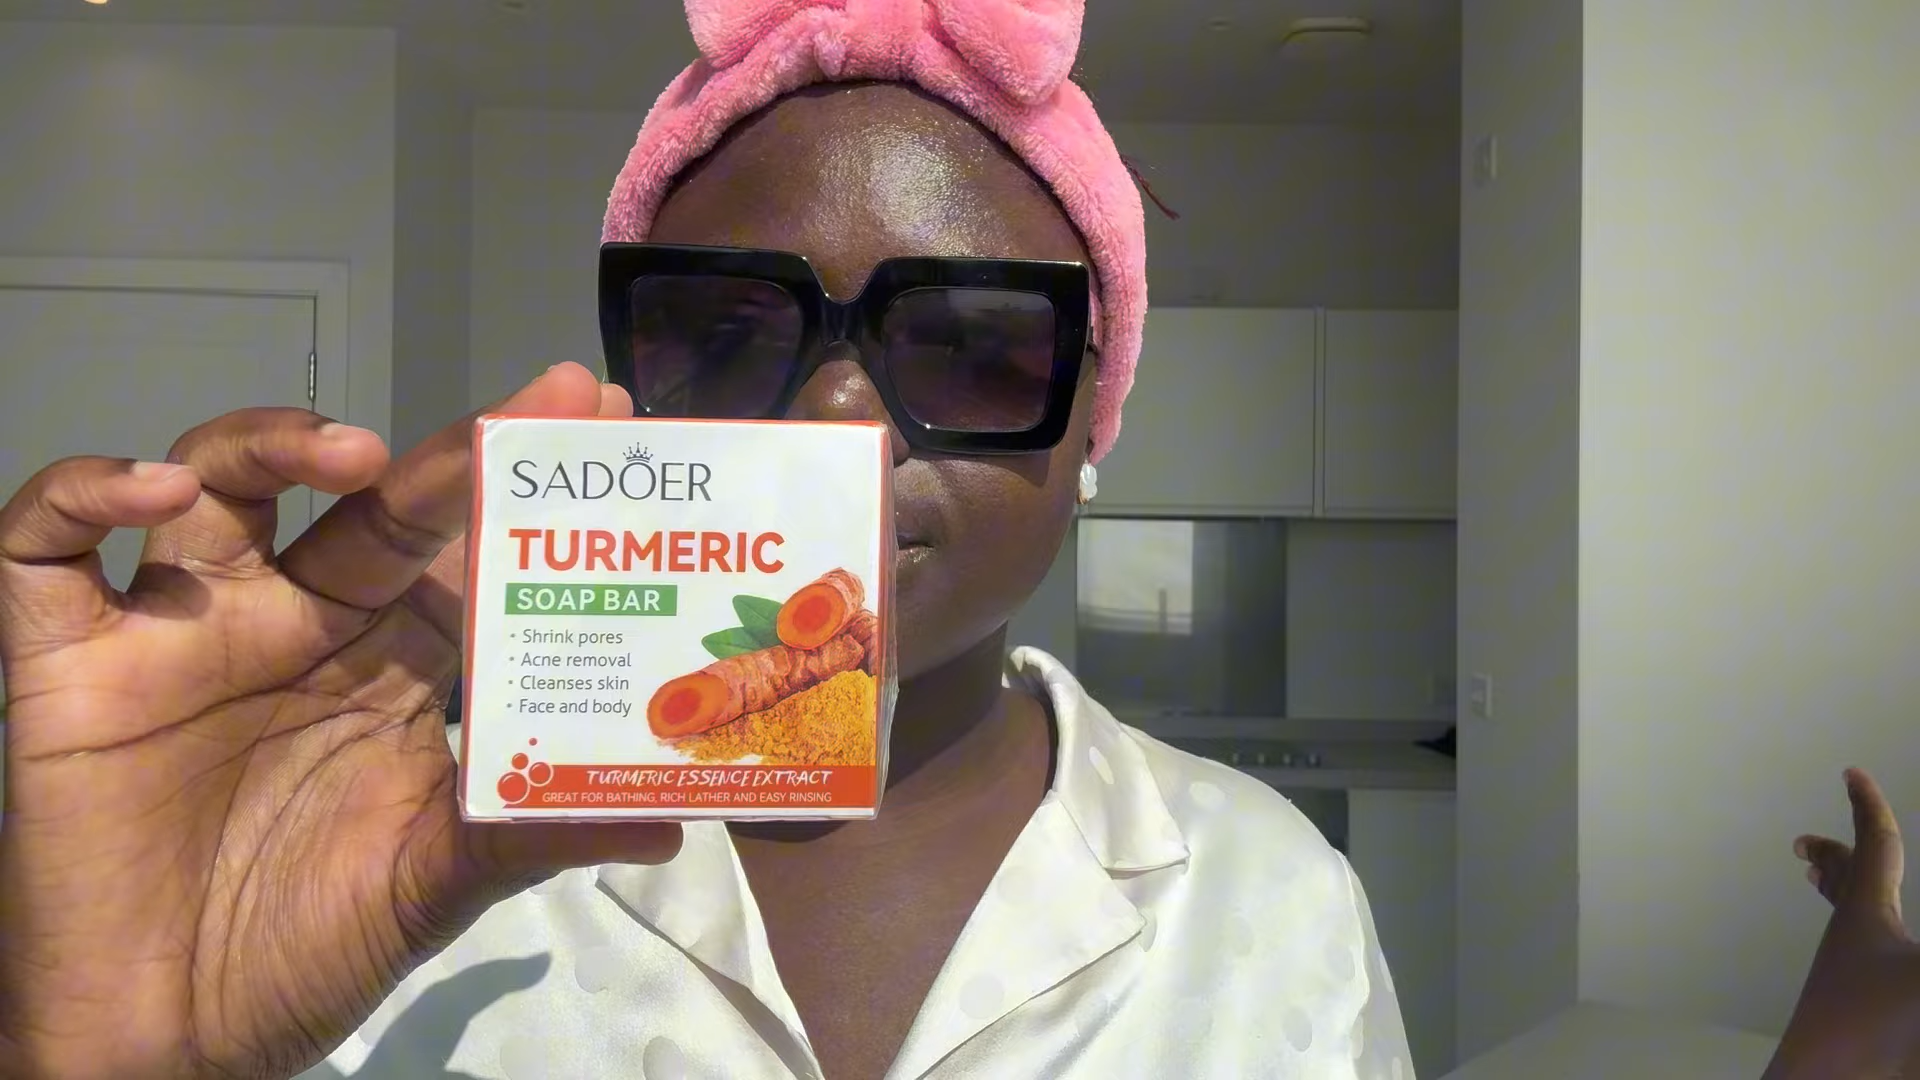 SADOER
TURMERIC
SOAP BAR
• Shrink pores
• Acne removal
• Cleanses skin
• Face and body
TURMERIC ESSENCE EXTRACT
GREAT FOR BATHING, RICH LATHER AND EASY RINSING